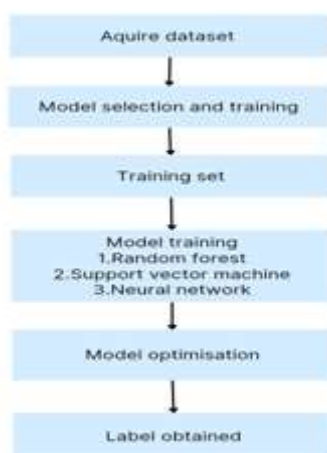 Aquire dataset
Model selection and training
Training set
Model training
1.Random forest
2.Support vector machine
3.Neural network
Model optimisation
Label obtained